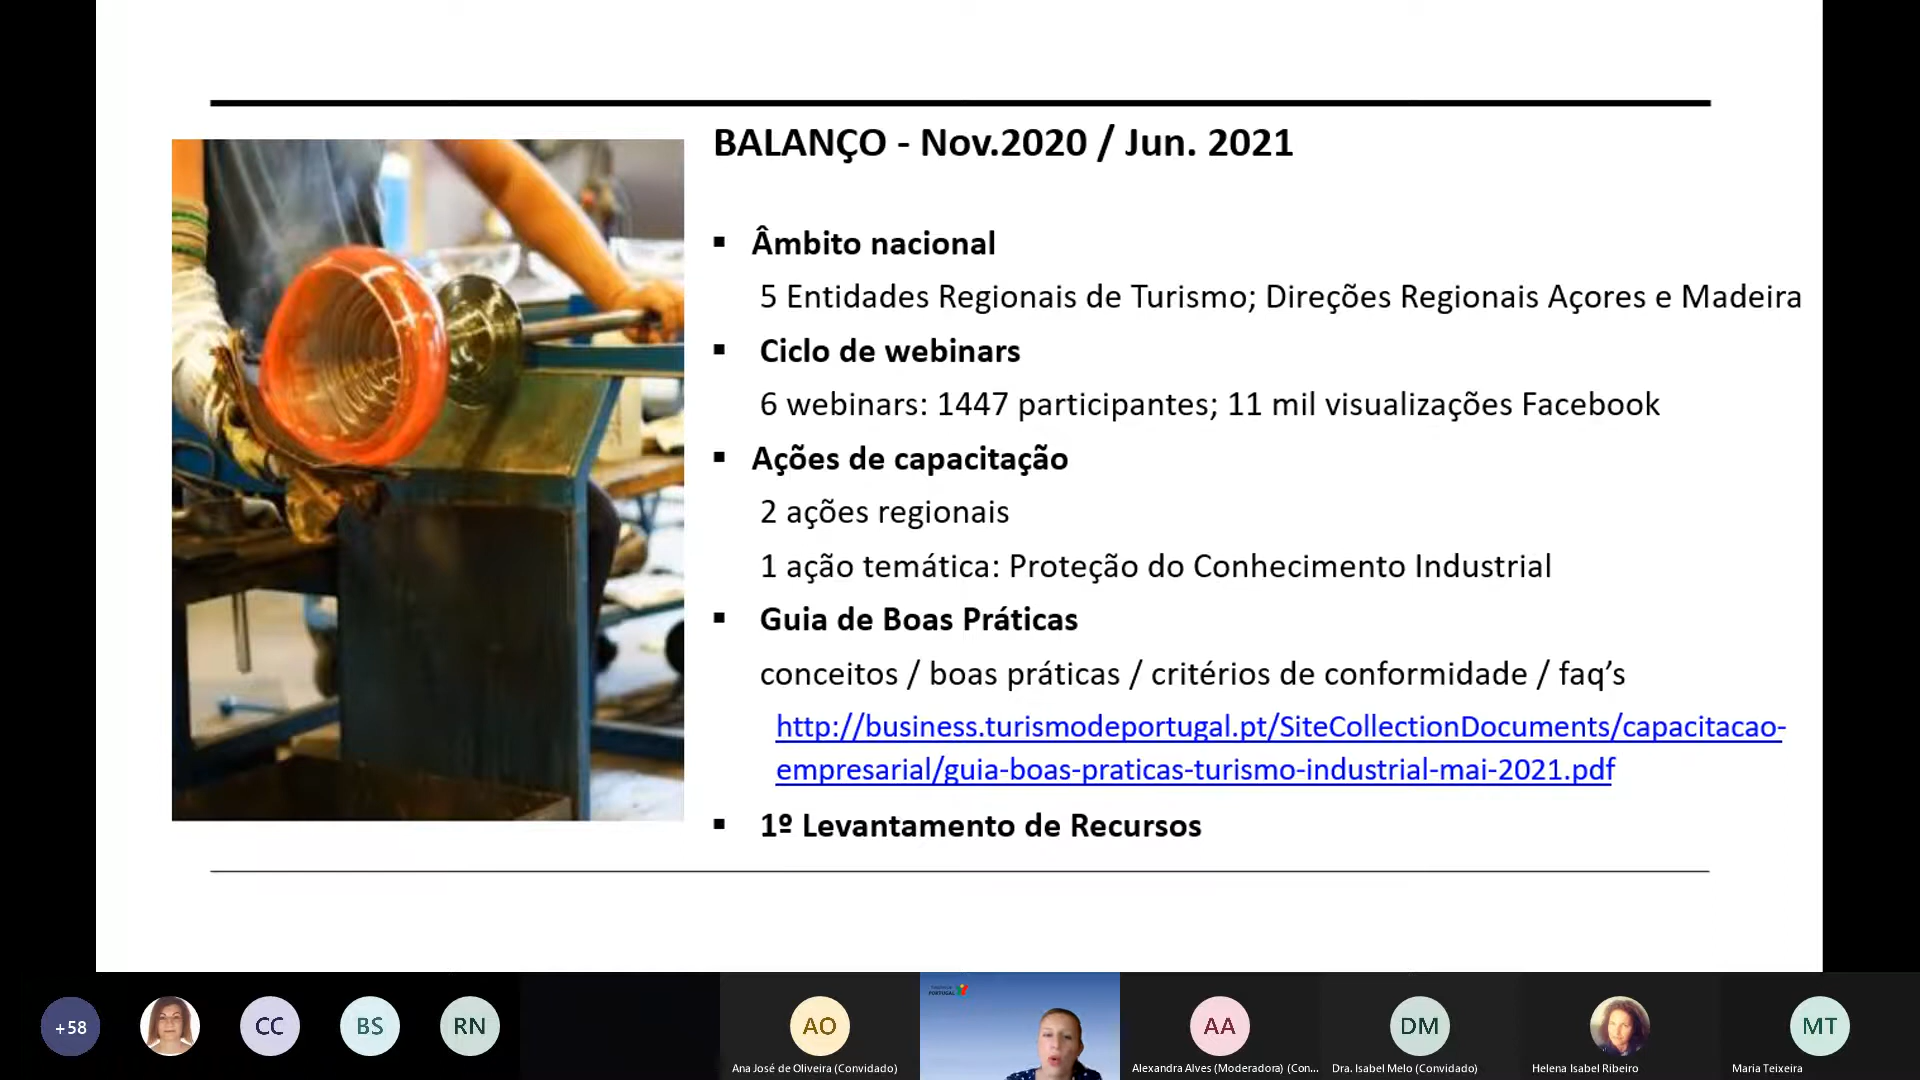 BALANÇO - Nov.2020 / Jun. 2021
▪ Âmbito nacional
5 Entidades Regionais de Turismo; Direções Regionais Açores e Madeira
▪ Ciclo de webinars
6 webinars: 1447 participantes; 11 mil visualizações Facebook
▪ Ações de capacitação
2 ações regionais
1 ação temática: Proteção do Conhecimento Industrial
▪ Guia de Boas Práticas
conceitos / boas práticas / critérios de conformidade / faq’s
http://business.turismodeportugal.pt/SiteCollectionDocuments/capacitacao-
empresarial/guia-boas-praticas-turismo-industrial-mai-2021.pdf
▪ 1º Levantamento de Recursos
+58
CC
BS
RN
AO
Ana José de Oliveira (Convidado)
PORTUGAL
AA
Alexandra Alves (Moderadora) (Con...
DM
Dra. Isabel Melo (Convidado)
Helena Isabel Ribeiro
MT
Maria Teixeira